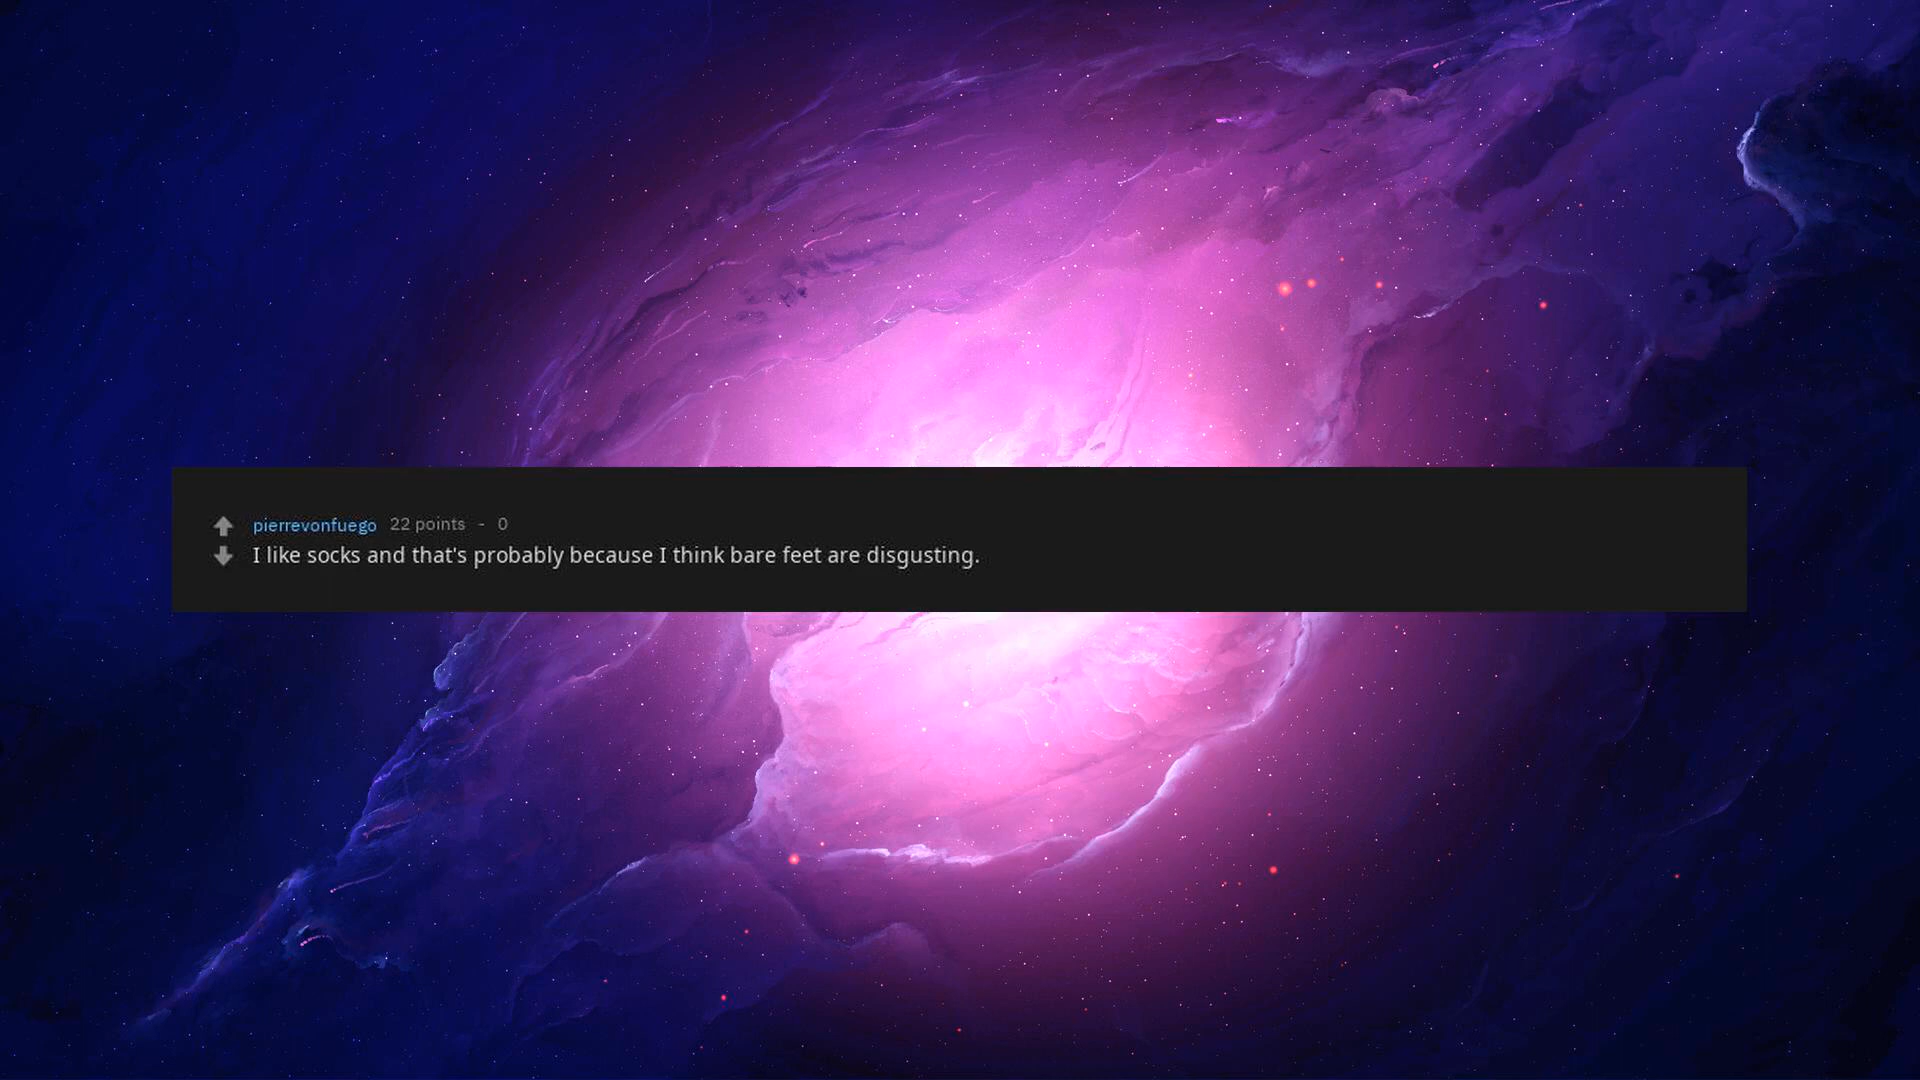 pierrevonfuego 22 points - 0
I like socks and that's probably because I think bare feet are disgusting.